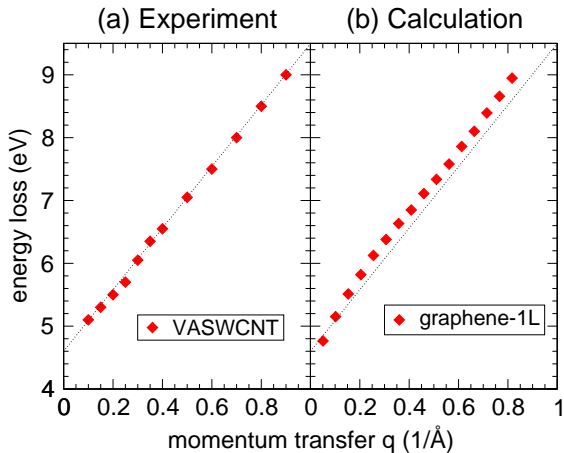 (a) Experiment (b) Calculation
energy loss (eV)
9
8
7
6
5
4
VASWCNT
graphene-1L
0 0.2 0.4 0.6 0.8 0 0.2 0.4 0.6 0.8 1
momentum transfer q (1/Å)